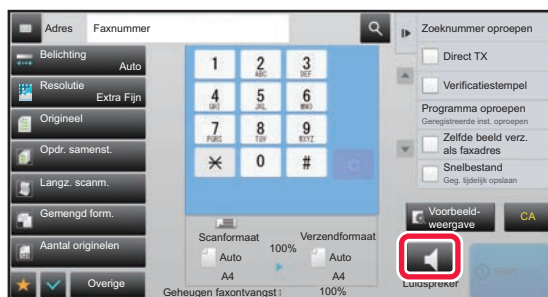 Adres Faxnummer
Belichting
Auto
Resolutie
Extra Fijn
Origineel
Opdr. samenst.
Langz. scanm.
Gemengd form.
Aantal originelen
Overige
1 2 3
ABC DEF
4 5 6
GHI JKL MNO
7 8 9
PQRS TUV WXYZ
0 #
C
Scanformaat
Auto
A4
100%
Verzendformaat
Auto
A4
Geheugen faxontvangst: 100%
Zoeknummer oproepen
Direct TX
Verificatiestempel
Programma oproepen
Geregistreerde inst. oproepen
Zelfde beeld verz.
als faxadres
Snelbestand
Geg. tijdelijk opslaan
Voorbeeld-
weergave
CA
Luidspreker
Start